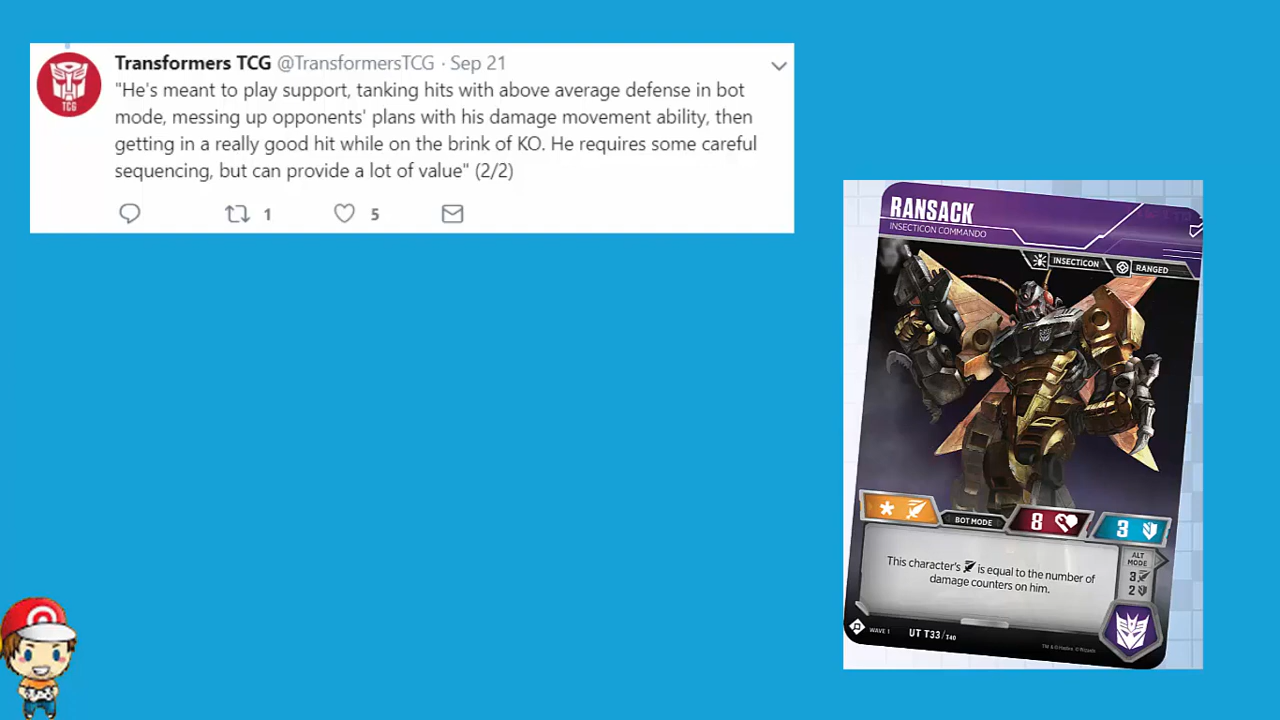 Transformers TCG @TransformersTCG · Sep 21
"He's meant to play support, tanking hits with above average defense in bot
mode, messing up opponents' plans with his damage movement ability, then
getting in a really good hit while on the brink of KO. He requires some careful
sequencing, but can provide a lot of value" (2/2)
1
5
TCG
RANSACK
INSECTICON COMMANDO
INSECTICON
RANGED
*
BOT MODE
8
3
This character's is equal to the number of
damage counters on him.
ALT
MODE
3
2
WAVE 1
UT T33/T40